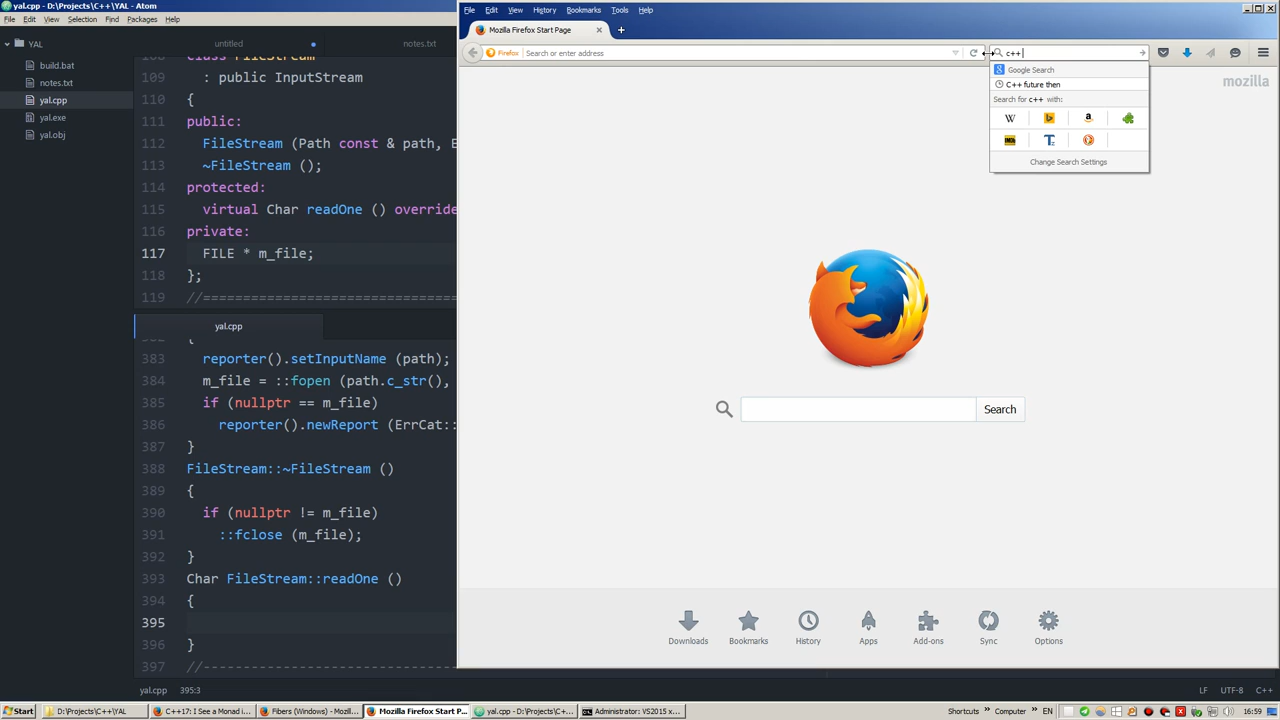 yal.cpp - D:\Projects\C++\YAL - Atom
File Edit View Selection Find Packages Help
YAL
build.bat
notes.txt
yal.cpp
yal.exe
yal.obj
untitled notes.txt
class FileStream
109 : public InputStream
110 {
111 public:
112 FileStream (Path const & path, E
113 ~FileStream ();
114 protected:
115 virtual Char readOne () override
116 private:
117 FILE * m_file;
118 };
119 //==================================
yal.cpp
382 {
383 reporter().setInputName (path);
384 m_file = ::fopen (path.c_str(),
385 if (nullptr == m_file)
386 reporter().newReport (ErrCat::
387 }
388 FileStream::~FileStream ()
389 {
390 if (nullptr != m_file)
391 ::fclose (m_file);
392 }
393 Char FileStream::readOne ()
394 {
395
396 }
397 //----------------------------------
yal.cpp 395:3
File Edit View History Bookmarks Tools Help
Mozilla Firefox Start Page
Firefox Search or enter address
c++
Google Search
C++ future then
Search for c++ with:
Change Search Settings
mozilla
Search
Downloads Bookmarks History Apps Add-ons Sync Options
LF UTF-8 C++
Start D:\Projects\C++\YAL C++17: I See a Monad i... Fibers (Windows) - Mozil... Mozilla Firefox Start P... yal.cpp - D:\Projects\C+... Administrator: VS2015 x... Shortcuts » Computer » EN 16:59